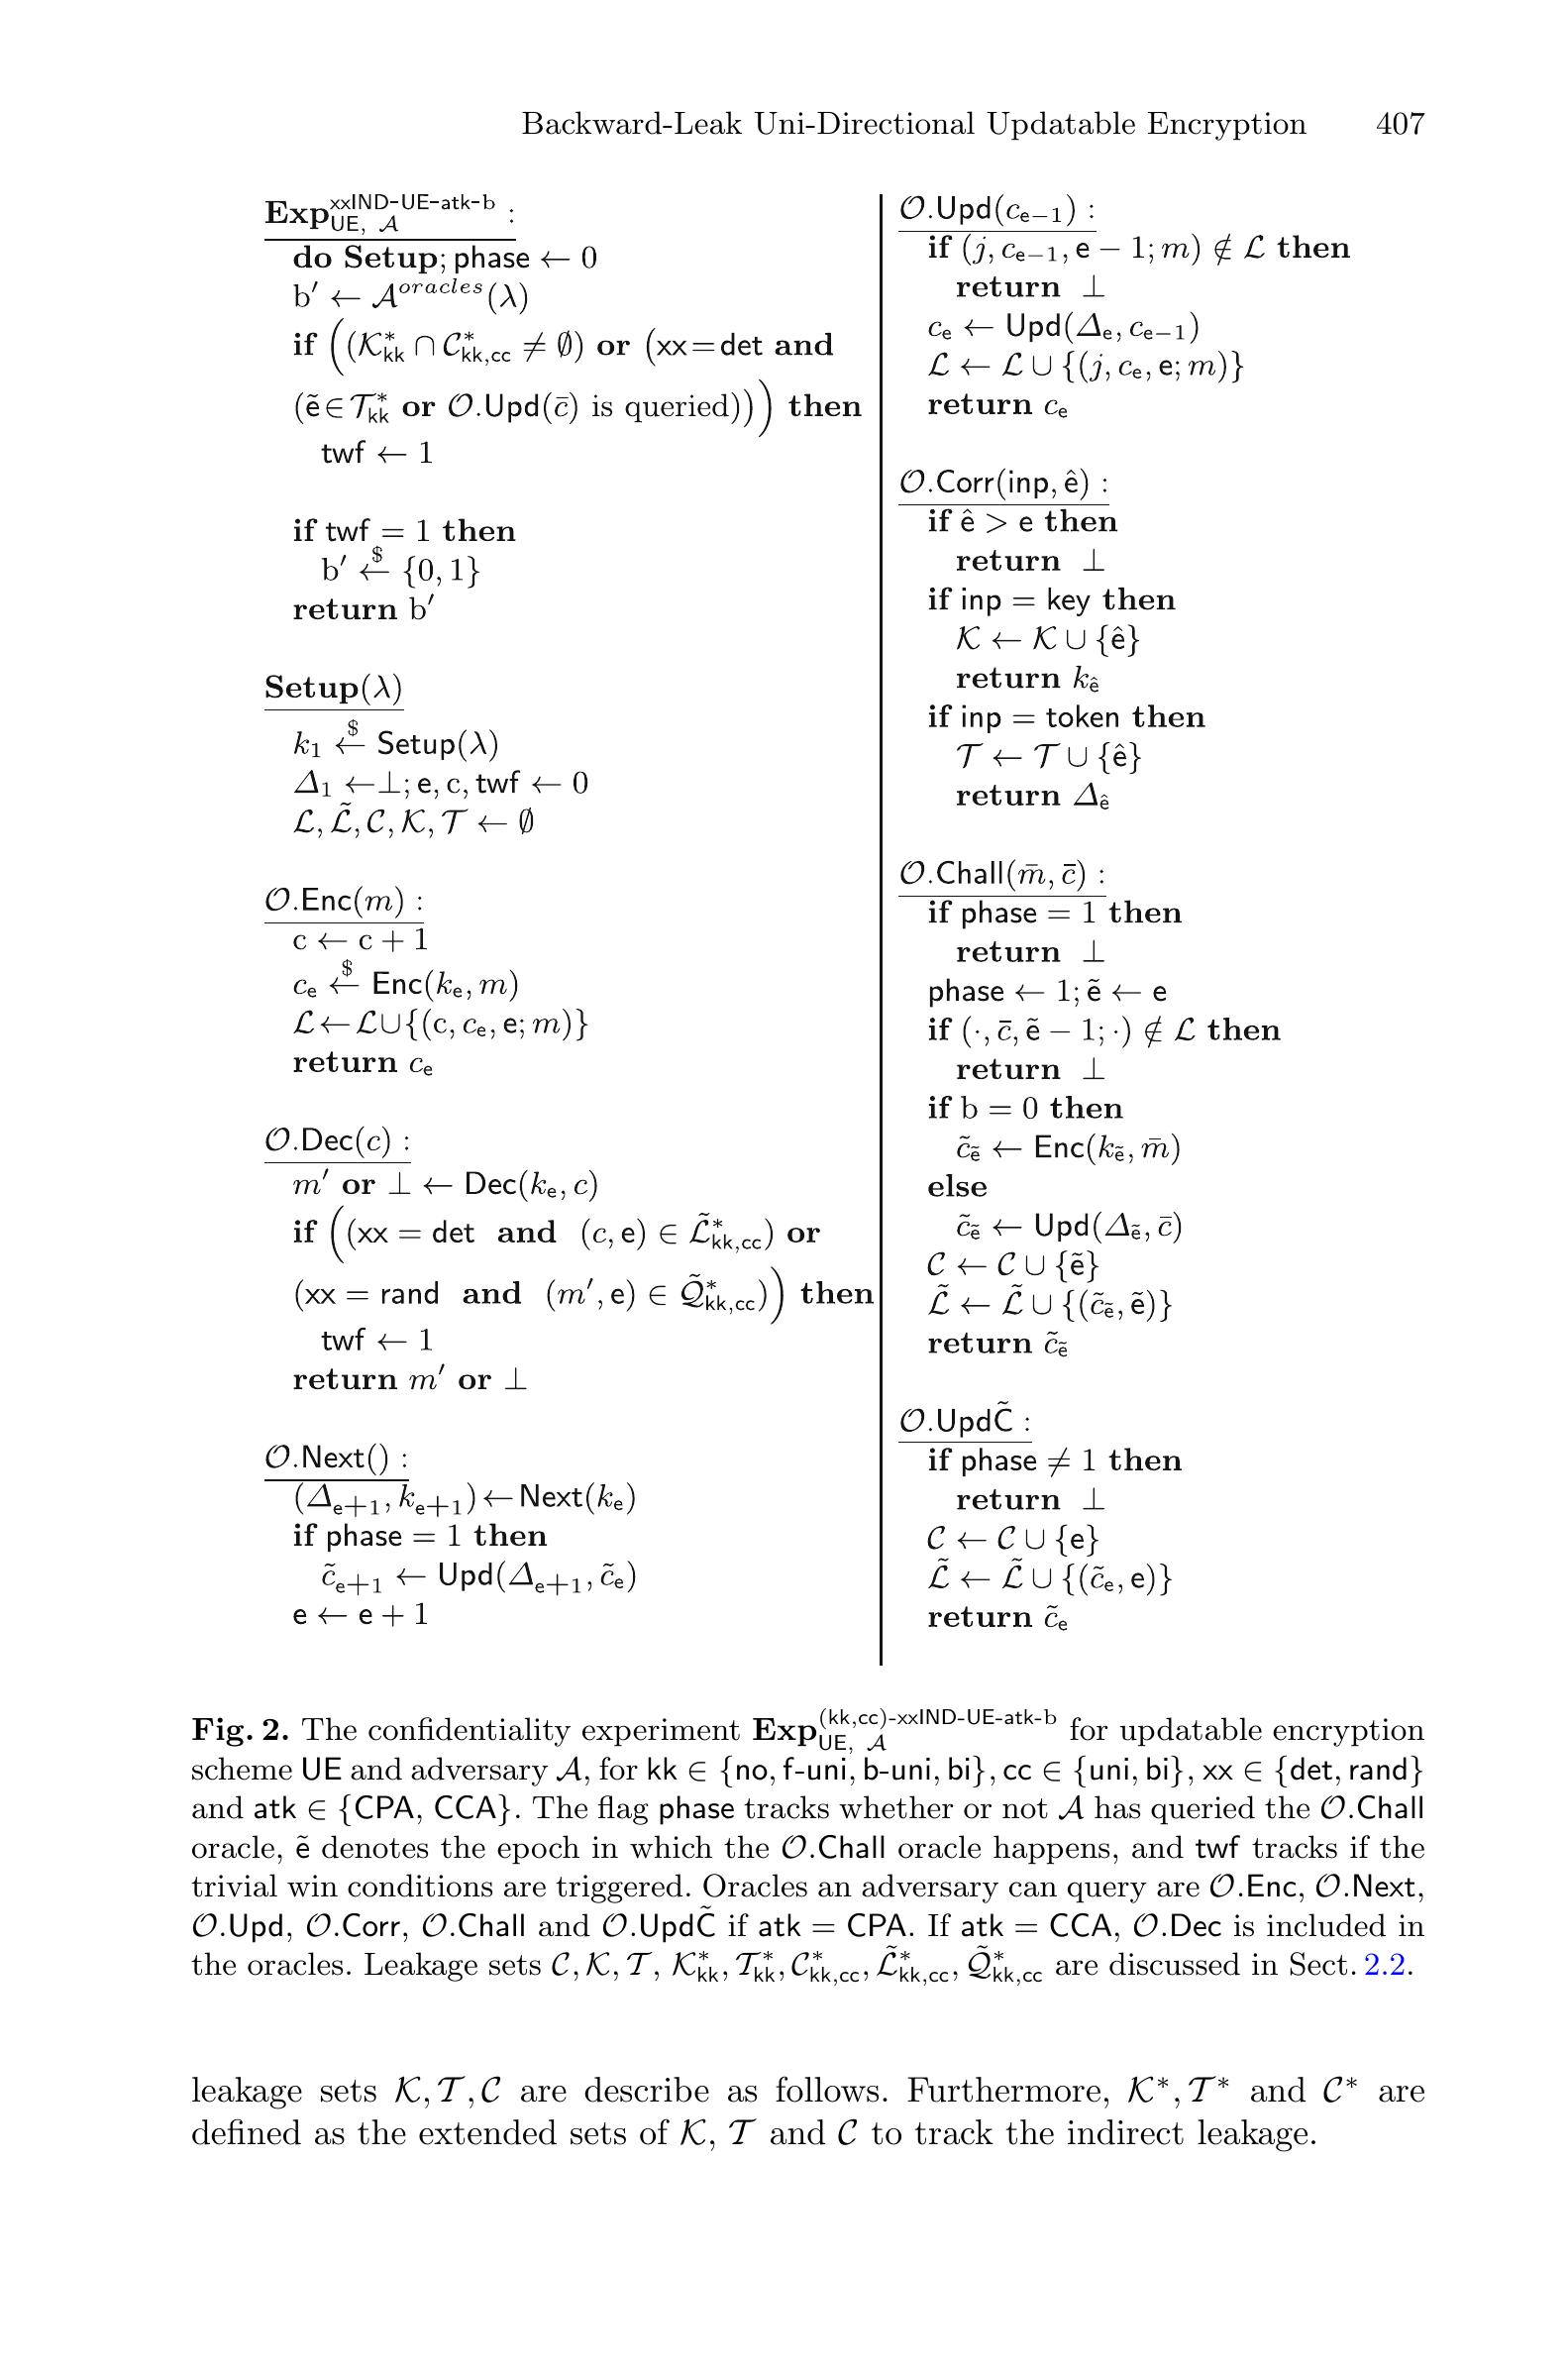 Backward-Leak Uni-Directional Updatable Encryption 407
Exp^{xxIND-UE-atk-b}_{UE, 𝒜} :
do Setup; phase ← 0
b′ ← 𝒜^{oracles}(λ)
if ((𝒦*_{kk} ∩ 𝒞*_{kk,cc} ≠ ∅) or (xx = det and
(ẽ ∈ 𝒯*_{kk} or 𝒪.Upd(c̄) is queried))) then
twf ← 1
if twf = 1 then
b′ ←$ {0, 1}
return b′
Setup(λ)
k_1 ←$ Setup(λ)
Δ_1 ←⊥; e, c, twf ← 0
ℒ, ℒ̃, 𝒞, 𝒦, 𝒯 ← ∅
𝒪.Enc(m) :
c ← c + 1
c_e ←$ Enc(k_e, m)
ℒ ← ℒ ∪ {(c, c_e, e; m)}
return c_e
𝒪.Dec(c) :
m′ or ⊥ ← Dec(k_e, c)
if ((xx = det and (c, e) ∈ ℒ̃*_{kk,cc}) or
(xx = rand and (m′, e) ∈ 𝒬̃*_{kk,cc})) then
twf ← 1
return m′ or ⊥
𝒪.Next() :
(Δ_{e+1}, k_{e+1}) ← Next(k_e)
if phase = 1 then
c̃_{e+1} ← Upd(Δ_{e+1}, c̃_e)
e ← e + 1
𝒪.Upd(c_{e−1}) :
if (j, c_{e−1}, e − 1; m) ∉ ℒ then
return ⊥
c_e ← Upd(Δ_e, c_{e−1})
ℒ ← ℒ ∪ {(j, c_e, e; m)}
return c_e
𝒪.Corr(inp, ê) :
if ê > e then
return ⊥
if inp = key then
𝒦 ← 𝒦 ∪ {ê}
return k_ê
if inp = token then
𝒯 ← 𝒯 ∪ {ê}
return Δ_ê
𝒪.Chall(m̄, c̄) :
if phase = 1 then
return ⊥
phase ← 1; ẽ ← e
if (·, c̄, ẽ − 1; ·) ∉ ℒ then
return ⊥
if b = 0 then
c̃_ẽ ← Enc(k_ẽ, m̄)
else
c̃_ẽ ← Upd(Δ_ẽ, c̄)
𝒞 ← 𝒞 ∪ {ẽ}
ℒ̃ ← ℒ̃ ∪ {(c̃_ẽ, ẽ)}
return c̃_ẽ
𝒪.UpdC̃ :
if phase ≠ 1 then
return ⊥
𝒞 ← 𝒞 ∪ {e}
ℒ̃ ← ℒ̃ ∪ {(c̃_e, e)}
return c̃_e
Fig. 2. The confidentiality experiment Exp^{(kk,cc)-xxIND-UE-atk-b}_{UE, 𝒜} for updatable encryption
scheme UE and adversary 𝒜, for kk ∈ {no, f-uni, b-uni, bi}, cc ∈ {uni, bi}, xx ∈ {det, rand}
and atk ∈ {CPA, CCA}. The flag phase tracks whether or not 𝒜 has queried the 𝒪.Chall
oracle, ẽ denotes the epoch in which the 𝒪.Chall oracle happens, and twf tracks if the
trivial win conditions are triggered. Oracles an adversary can query are 𝒪.Enc, 𝒪.Next,
𝒪.Upd, 𝒪.Corr, 𝒪.Chall and 𝒪.UpdC̃ if atk = CPA. If atk = CCA, 𝒪.Dec is included in
the oracles. Leakage sets 𝒞, 𝒦, 𝒯, 𝒦*_{kk}, 𝒯*_{kk}, 𝒞*_{kk,cc}, ℒ̃*_{kk,cc}, 𝒬̃*_{kk,cc} are discussed in Sect. 2.2.
leakage sets 𝒦, 𝒯, 𝒞 are describe as follows. Furthermore, 𝒦*, 𝒯* and 𝒞* are
defined as the extended sets of 𝒦, 𝒯 and 𝒞 to track the indirect leakage.